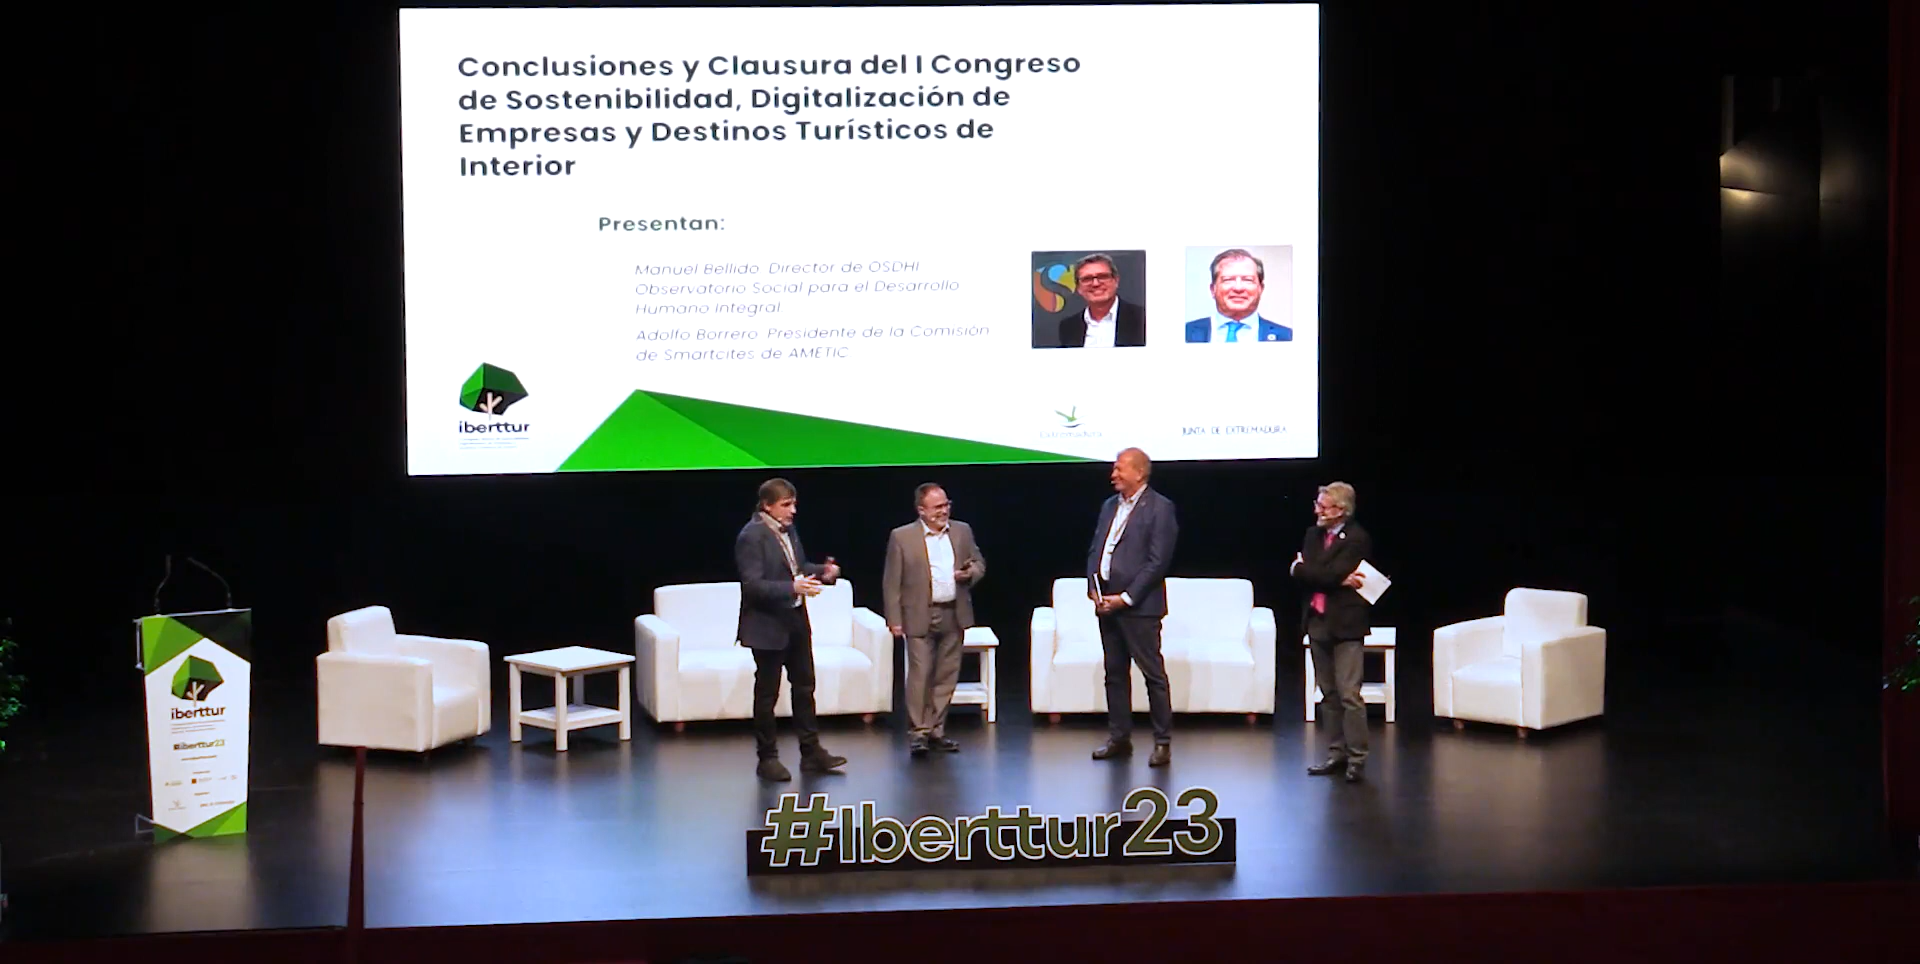 Conclusiones y Clausura del I Congreso
de Sostenibilidad, Digitalización de
Empresas y Destinos Turísticos de
Interior
Presentan:
Manuel Bellido. Director de OSDHI
Observatorio Social para el Desarrollo
Humano Integral.
Adolfo Borrero. Presidente de la Comisión
de Smartcites de AMETIC
iberttur
Extremadura
JUNTA DE EXTREMADURA
iberttur
#iberttur23
#Iberttur23